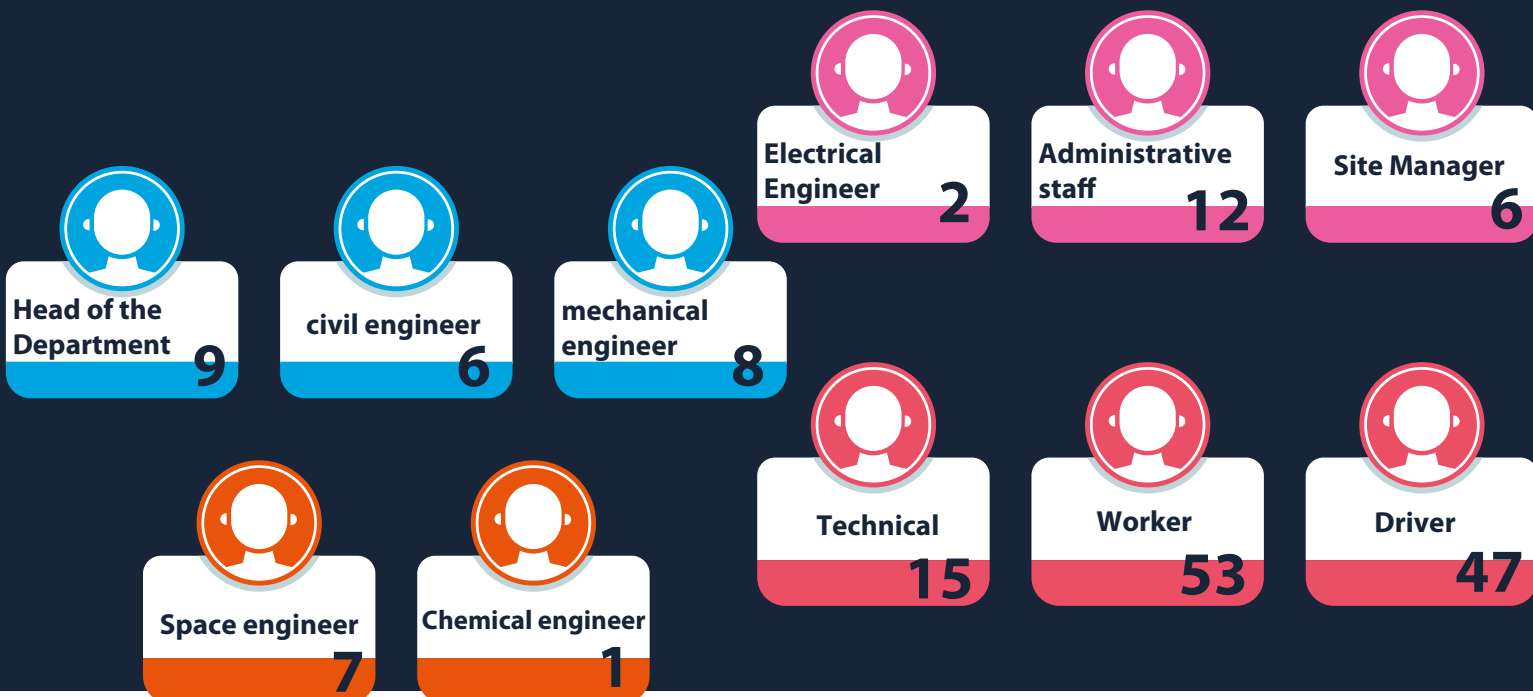 Electrical
Engineer
2
Administrative
staff
12
Site Manager
6
Head of the
Department
9
civil engineer
6
mechanical
engineer
8
Technical
15
Worker
53
Driver
47
Space engineer
7
Chemical engineer
1